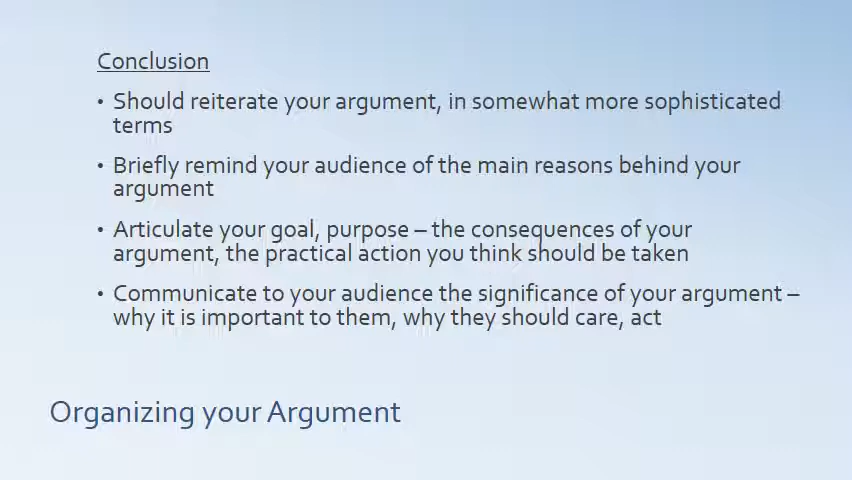 Conclusion
• Should reiterate your argument, in somewhat more sophisticated
terms
• Briefly remind your audience of the main reasons behind your
argument
• Articulate your goal, purpose – the consequences of your
argument, the practical action you think should be taken
• Communicate to your audience the significance of your argument –
why it is important to them, why they should care, act
Organizing your Argument